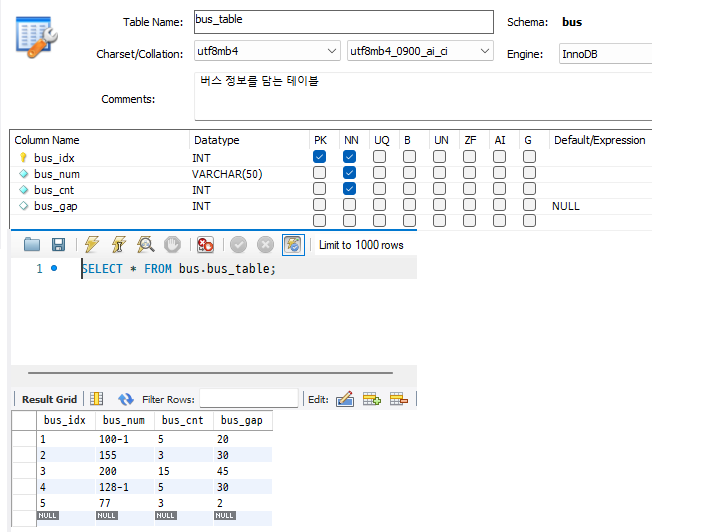 Table Name: bus_table Schema: bus
Charset/Collation: utf8mb4 utf8mb4_0900_ai_ci Engine: InnoDB
Comments: 버스 정보를 담는 테이블
Column Name Datatype PK NN UQ B UN ZF AI G Default/Expression
bus_idx INT
bus_num VARCHAR(50)
bus_cnt INT
bus_gap INT NULL
Limit to 1000 rows
1 SELECT * FROM bus.bus_table;
Result Grid Filter Rows: Edit:
bus_idx bus_num bus_cnt bus_gap
1 100-1 5 20
2 155 3 30
3 200 15 45
4 128-1 5 30
5 77 3 2
NULL NULL NULL NULL